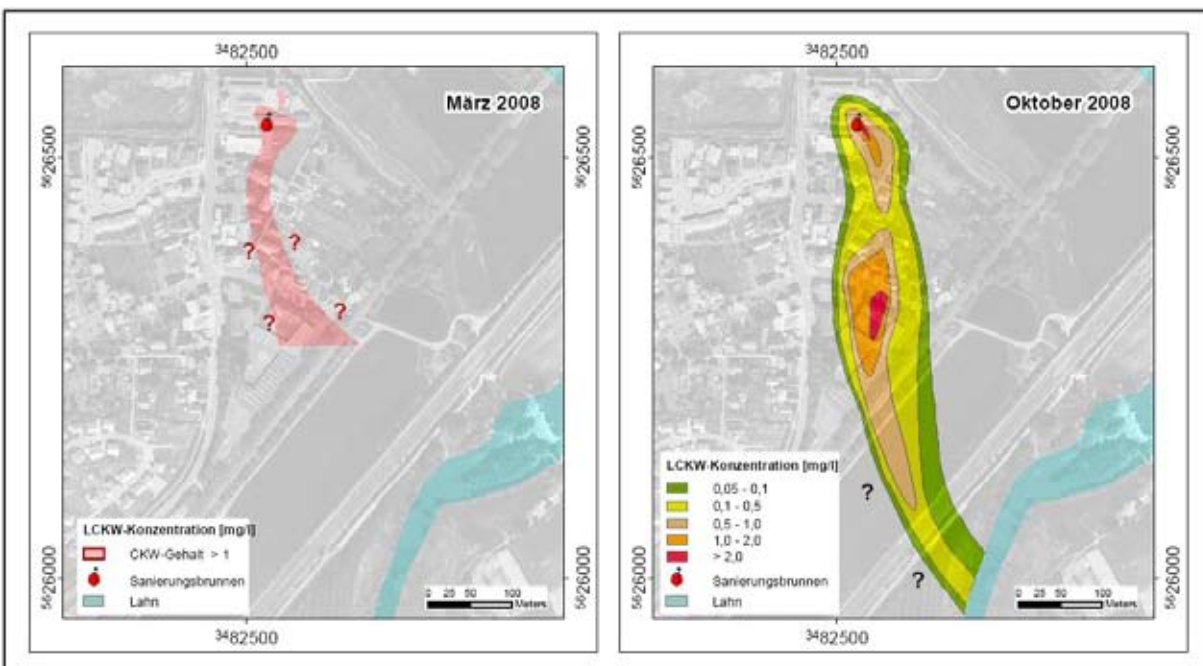 ³⁴82500
März 2008
⁵⁶26500
⁵⁶26500
?
?
?
?
LCKW-Konzentration [mg/l]
CKW-Gehalt > 1
Sanierungsbrunnen
Lahn
⁵⁶26000
⁵⁶26000
0 25 50 100
Meters
³⁴82500
³⁴82500
Oktober 2008
⁵⁶26500
⁵⁶26500
LCKW-Konzentration [mg/l]
0,05 - 0,1
0,1 - 0,5
0,5 - 1,0
1,0 - 2,0
> 2,0
Sanierungsbrunnen
Lahn
?
?
⁵⁶26000
⁵⁶26000
0 25 50 100
Meters
³⁴82500